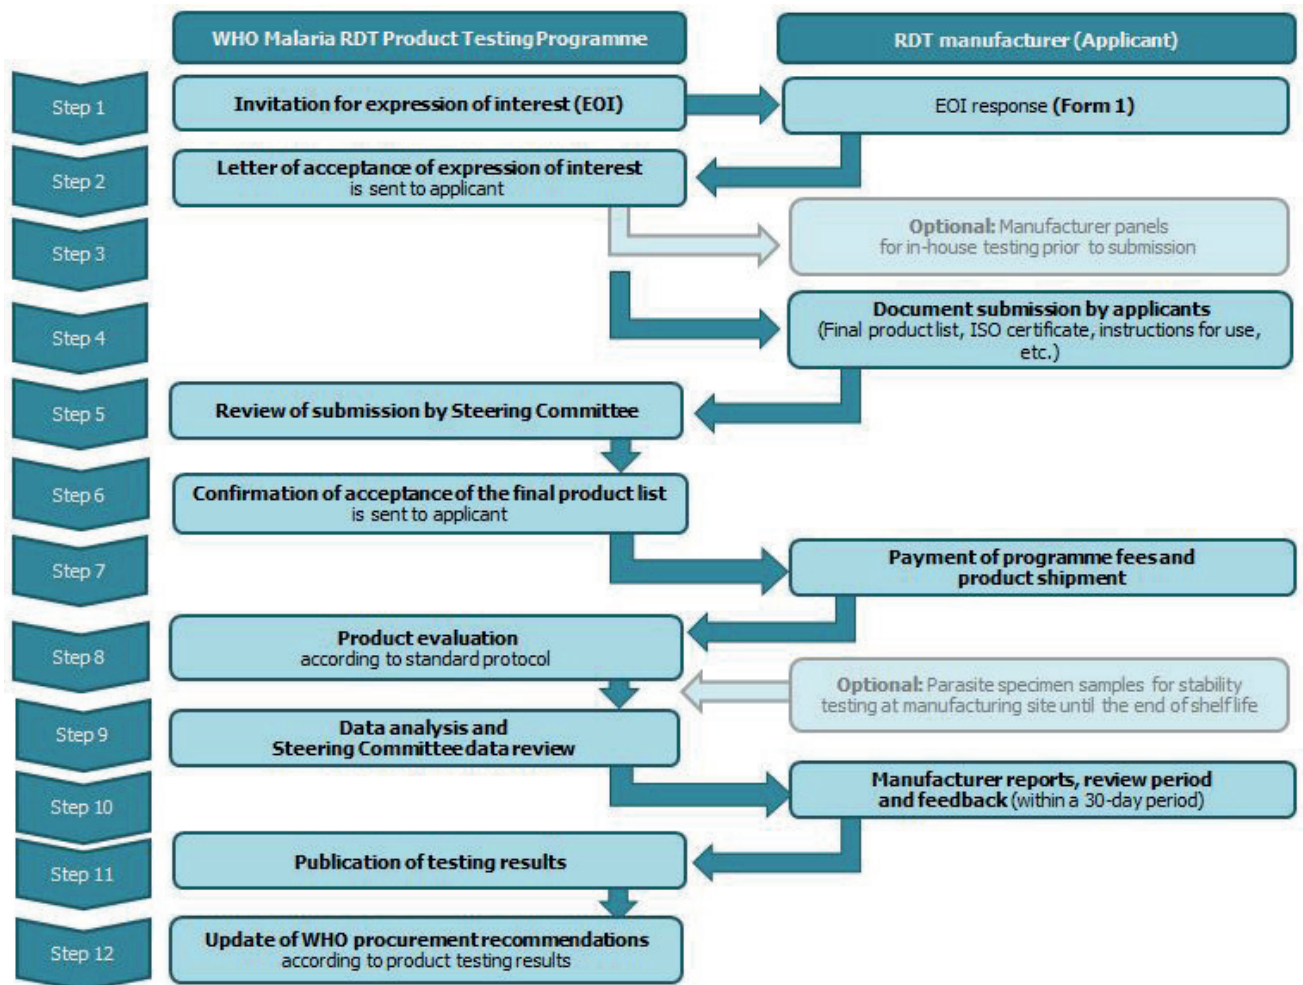 WHO Malaria RDT Product Testing Programme
RDT manufacturer (Applicant)
Step 1
Invitation for expression of interest (EOI)
EOI response (Form 1)
Step 2
Letter of acceptance of expression of interest
is sent to applicant
Step 3
Optional: Manufacturer panels
for in-house testing prior to submission
Step 4
Document submission by applicants
(Final product list, ISO certificate, instructions for use,
etc.)
Step 5
Review of submission by Steering Committee
Step 6
Confirmation of acceptance of the final product list
is sent to applicant
Step 7
Payment of programme fees and
product shipment
Step 8
Product evaluation
according to standard protocol
Optional: Parasite specimen samples for stability
testing at manufacturing site until the end of shelf life
Step 9
Data analysis and
Steering Committee data review
Step 10
Manufacturer reports, review period
and feedback (within a 30-day period)
Step 11
Publication of testing results
Step 12
Update of WHO procurement recommendations
according to product testing results